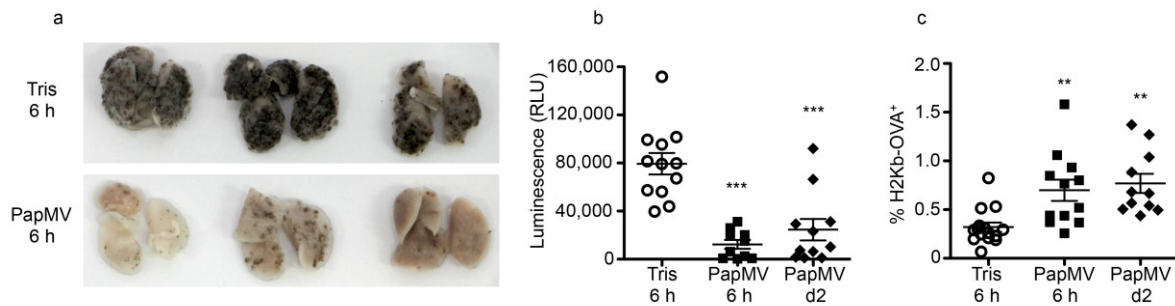 a
Tris
6 h
PapMV
6 h
b
Luminescence (RLU)
160,000
120,000
80,000
40,000
0
***
***
Tris
6 h
PapMV
6 h
PapMV
d2
c
% H2Kb-OVA⁺
2.0
1.5
1.0
0.5
0
**
**
Tris
6 h
PapMV
6 h
PapMV
d2